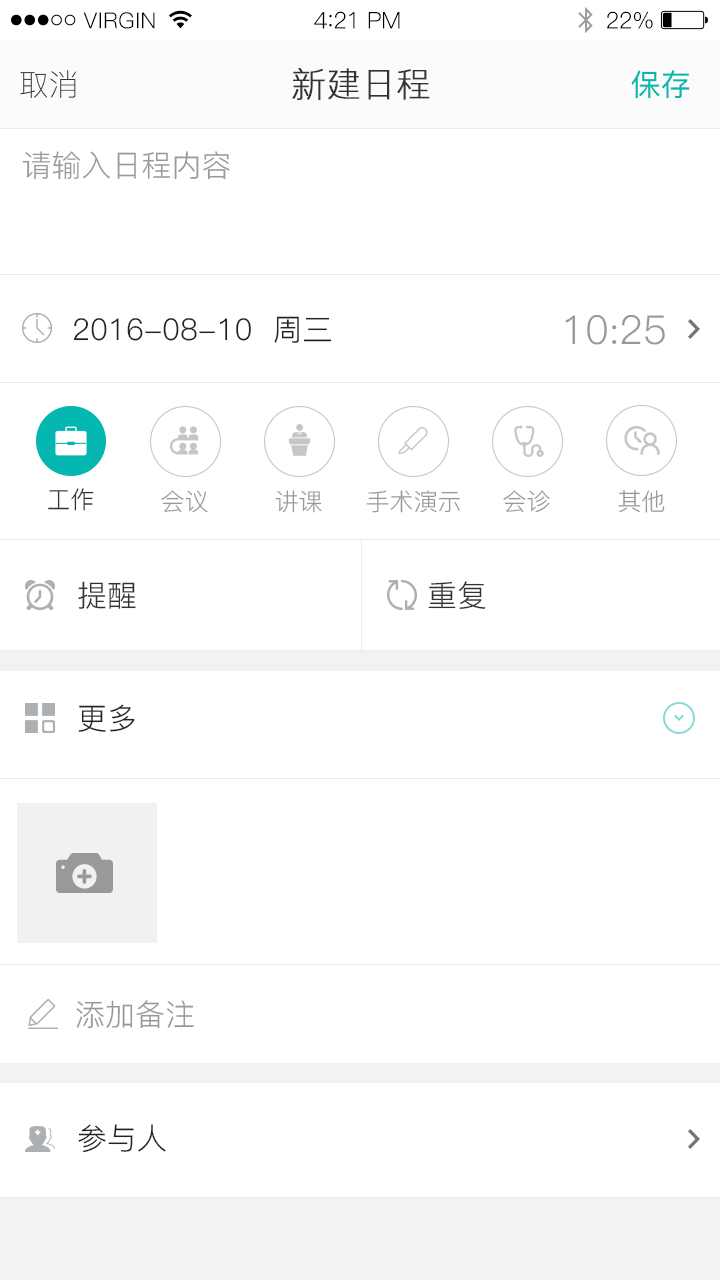 VIRGIN 4:21 PM 22%
取消 新建日程 保存
请输入日程内容
2016-08-10 周三 10:25
工作 会议 讲课 手术演示 会诊 其他
提醒 重复
更多
添加备注
参与人